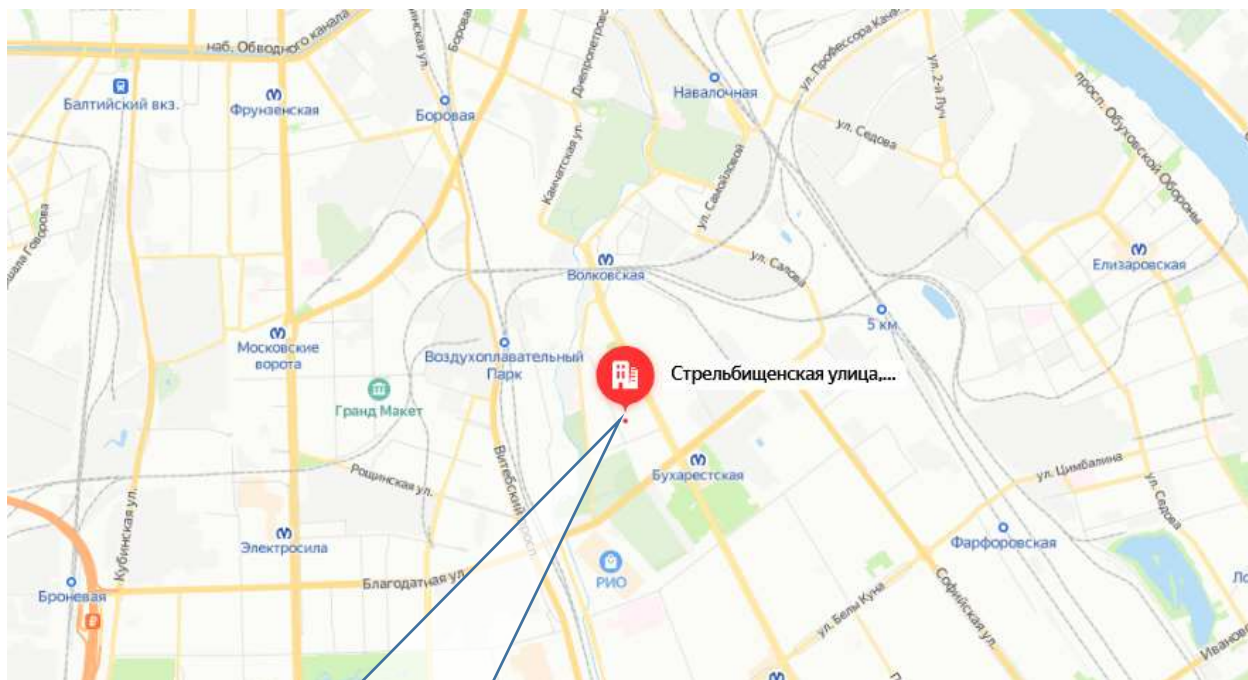 наб. Обводного канала
Балтийский вкз.
Фрунзенская
Боровая
Днепропетровс
Навалочная
ул. Профессора Кача
ул. 2-й Луч
просп. Обуховской Обороны
ул. Седова
Камчатская ул.
ул. Самойловой
ул. Салова
Волковская
Елизаровская
5 км
Московские
ворота
Воздухоплавательный
Парк
Гранд Макет
Стрельбищенская улица,...
Рощинская ул.
Витебский просп.
Бухарестская
ул. Цимбалина
ул. Седова
Кубинская ул.
Электросила
Фарфоровская
Броневая
Благодатная ул.
РИО
ул. Белы Куна
Софийская ул.